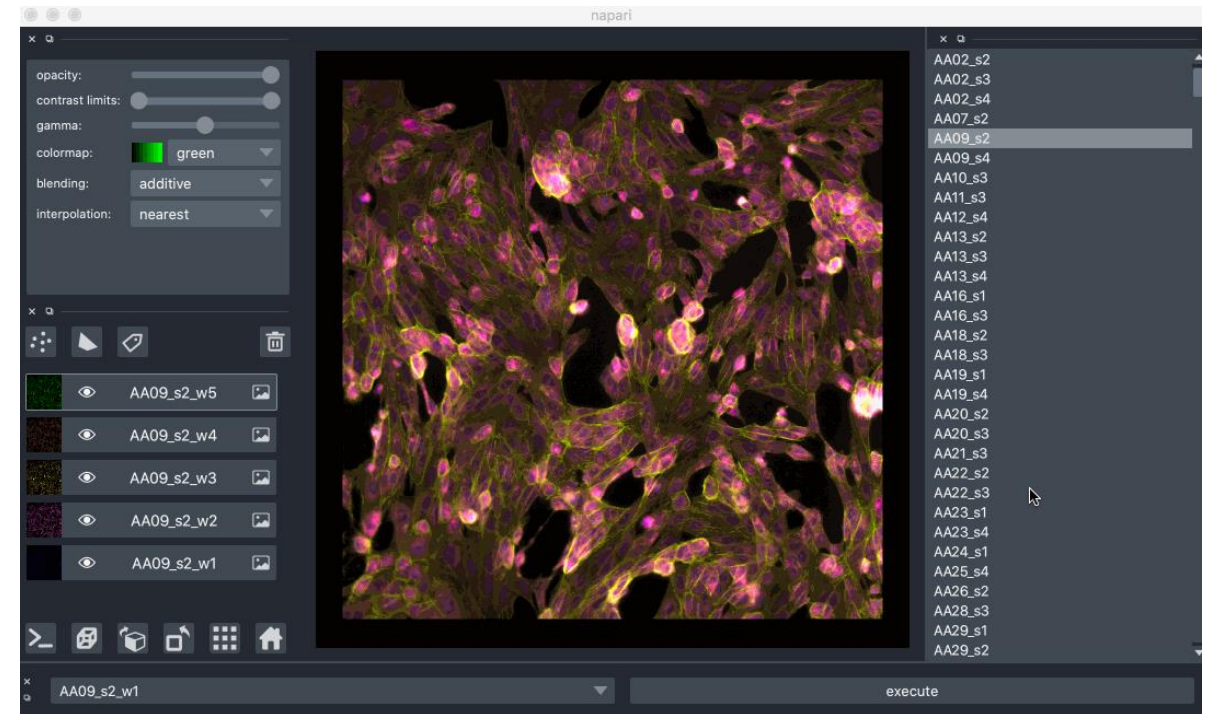 napari
opacity:
contrast limits:
gamma:
colormap: green
blending: additive
interpolation: nearest
AA09_s2_w5
AA09_s2_w4
AA09_s2_w3
AA09_s2_w2
AA09_s2_w1
AA02_s2
AA02_s3
AA02_s4
AA07_s2
AA09_s2
AA09_s4
AA10_s3
AA11_s3
AA12_s4
AA13_s2
AA13_s3
AA13_s4
AA16_s1
AA16_s3
AA18_s2
AA18_s3
AA19_s1
AA19_s4
AA20_s2
AA20_s3
AA21_s3
AA22_s2
AA22_s3
AA23_s1
AA23_s4
AA24_s1
AA25_s4
AA26_s2
AA28_s3
AA29_s1
AA29_s2
AA09_s2_w1
execute